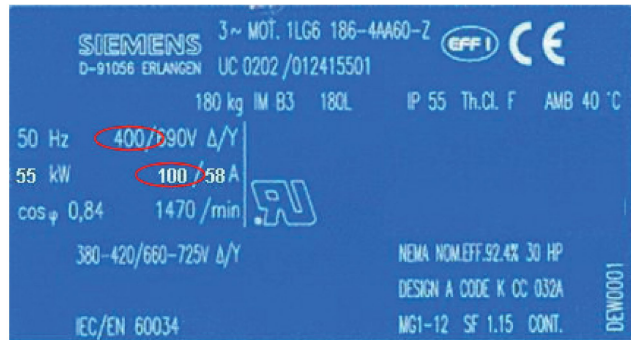 SIEMENS 3~ MOT. 1LG6 186-4AA60-Z EFF I CE
D-91056 ERLANGEN UC 0202/012415501
180 kg IM B3 180L IP 55 Th.Cl. F AMB 40 °C
50 Hz 400/690V Δ/Y
55 kW 100/58 A
cosφ 0,84 1470/min
380-420/660-725V Δ/Y NEMA NOM.EFF.92.4% 30 HP
DESIGN A CODE K CC 032A
IEC/EN 60034 MG1-12 SF 1.15 CONT.
DEW0001